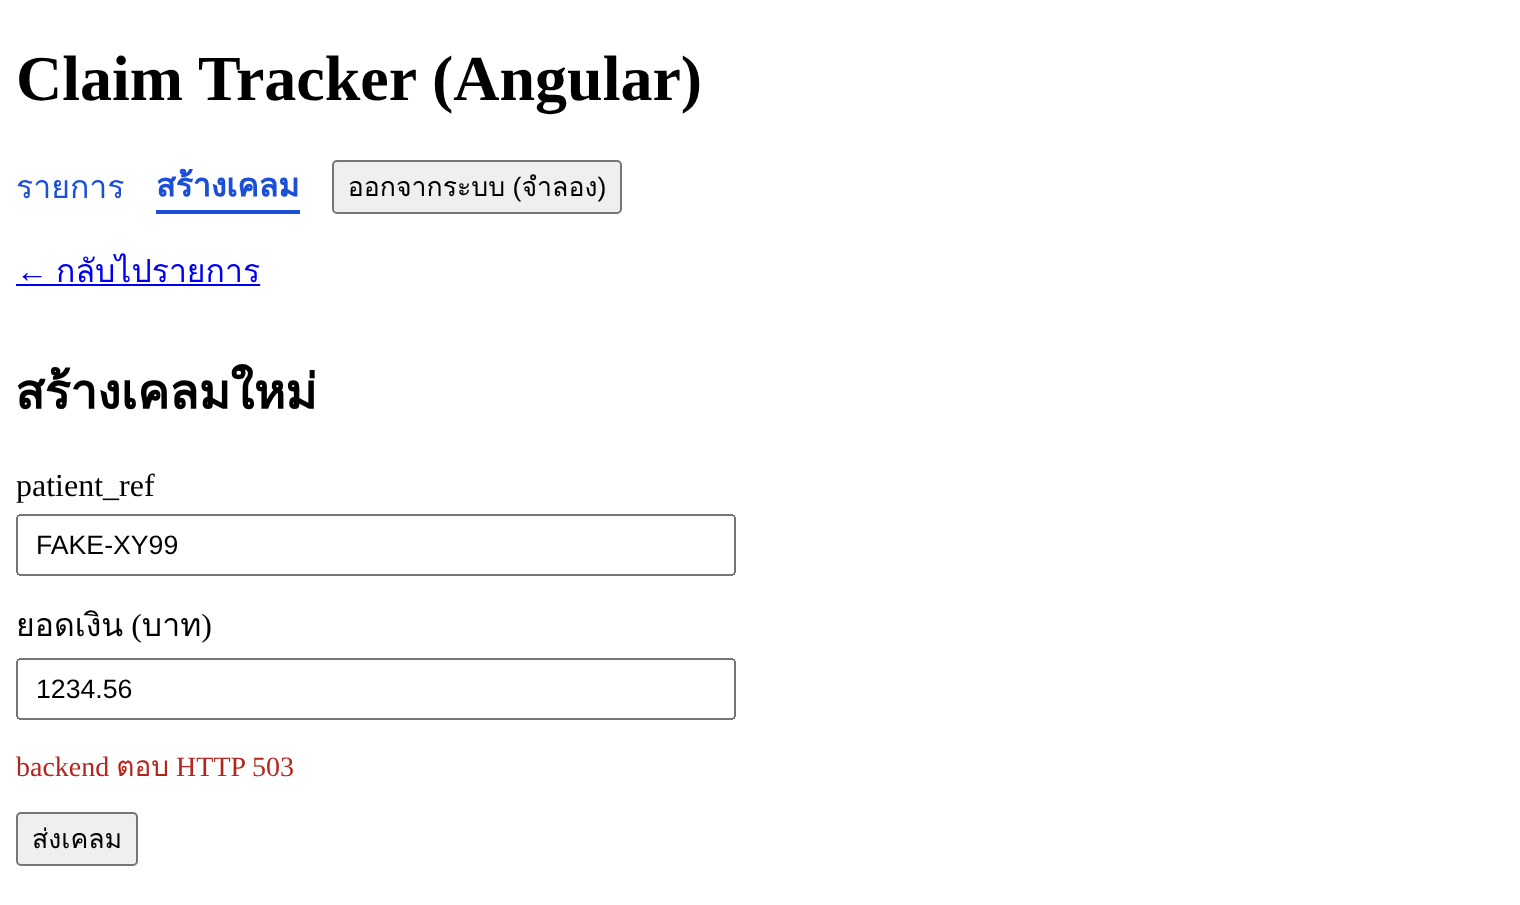 Claim Tracker (Angular)
รายการ สร้างเคลม ออกจากระบบ (จำลอง)
← กลับไปรายการ
สร้างเคลมใหม่
patient_ref
FAKE-XY99
ยอดเงิน (บาท)
1234.56
backend ตอบ HTTP 503
ส่งเคลม